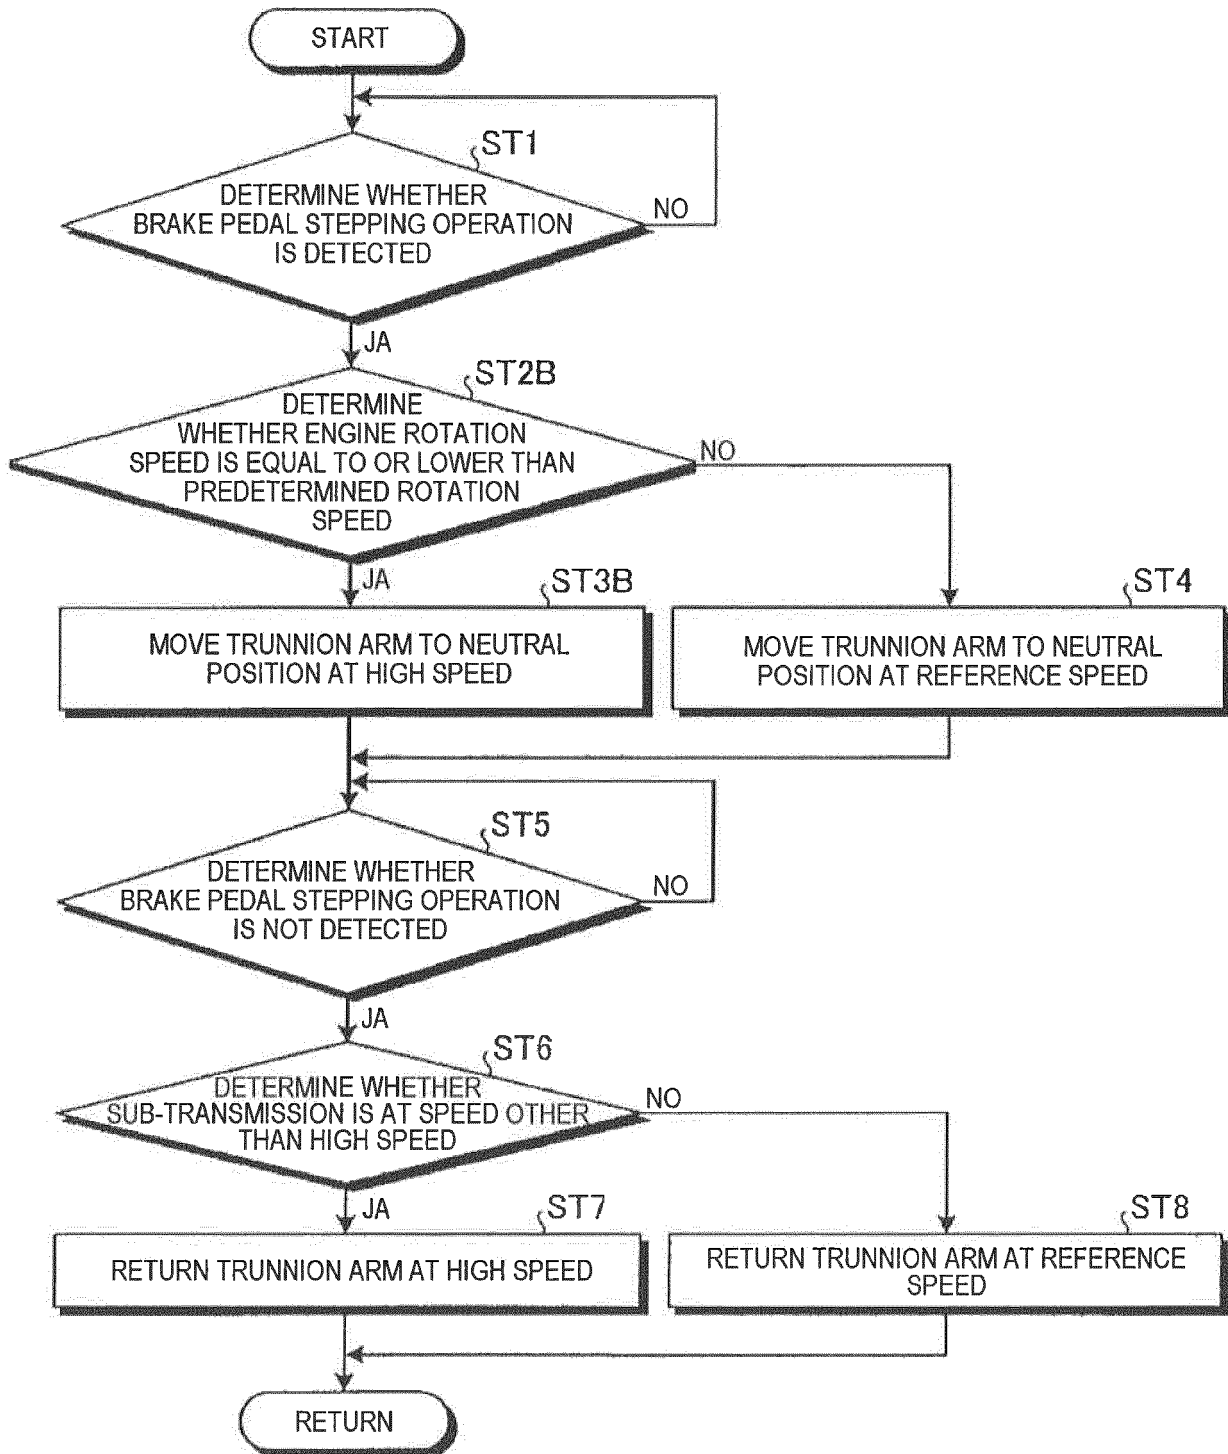 START
ST1
DETERMINE WHETHER
BRAKE PEDAL STEPPING OPERATION
IS DETECTED
NO
JA
ST2B
DETERMINE
WHETHER ENGINE ROTATION
SPEED IS EQUAL TO OR LOWER THAN
PREDETERMINED ROTATION
SPEED
NO
JA
ST3B
MOVE TRUNNION ARM TO NEUTRAL
POSITION AT HIGH SPEED
ST4
MOVE TRUNNION ARM TO NEUTRAL
POSITION AT REFERENCE SPEED
ST5
DETERMINE WHETHER
BRAKE PEDAL STEPPING OPERATION
IS NOT DETECTED
NO
JA
ST6
DETERMINE WHETHER
SUB-TRANSMISSION IS AT SPEED OTHER
THAN HIGH SPEED
NO
JA
ST7
RETURN TRUNNION ARM AT HIGH SPEED
ST8
RETURN TRUNNION ARM AT REFERENCE
SPEED
RETURN